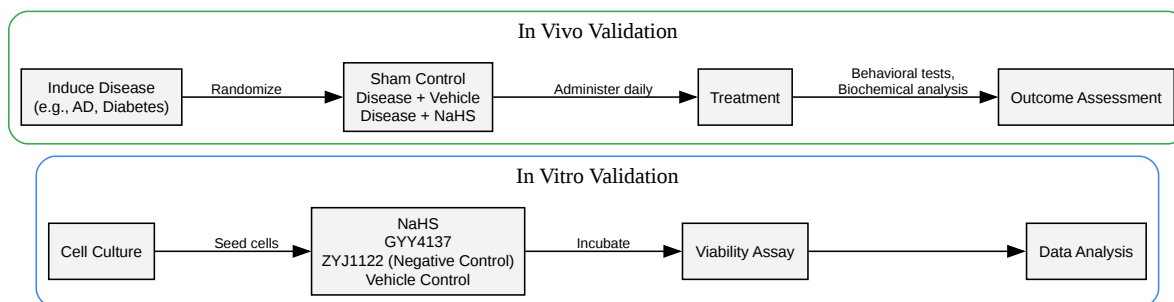 In Vivo Validation
Induce Disease
(e.g., AD, Diabetes)
Randomize
Sham Control
Disease + Vehicle
Disease + NaHS
Administer daily
Treatment
Behavioral tests,
Biochemical analysis
Outcome Assessment
In Vitro Validation
Cell Culture
Seed cells
NaHS
GYY4137
ZYJ1122 (Negative Control)
Vehicle Control
Incubate
Viability Assay
Data Analysis